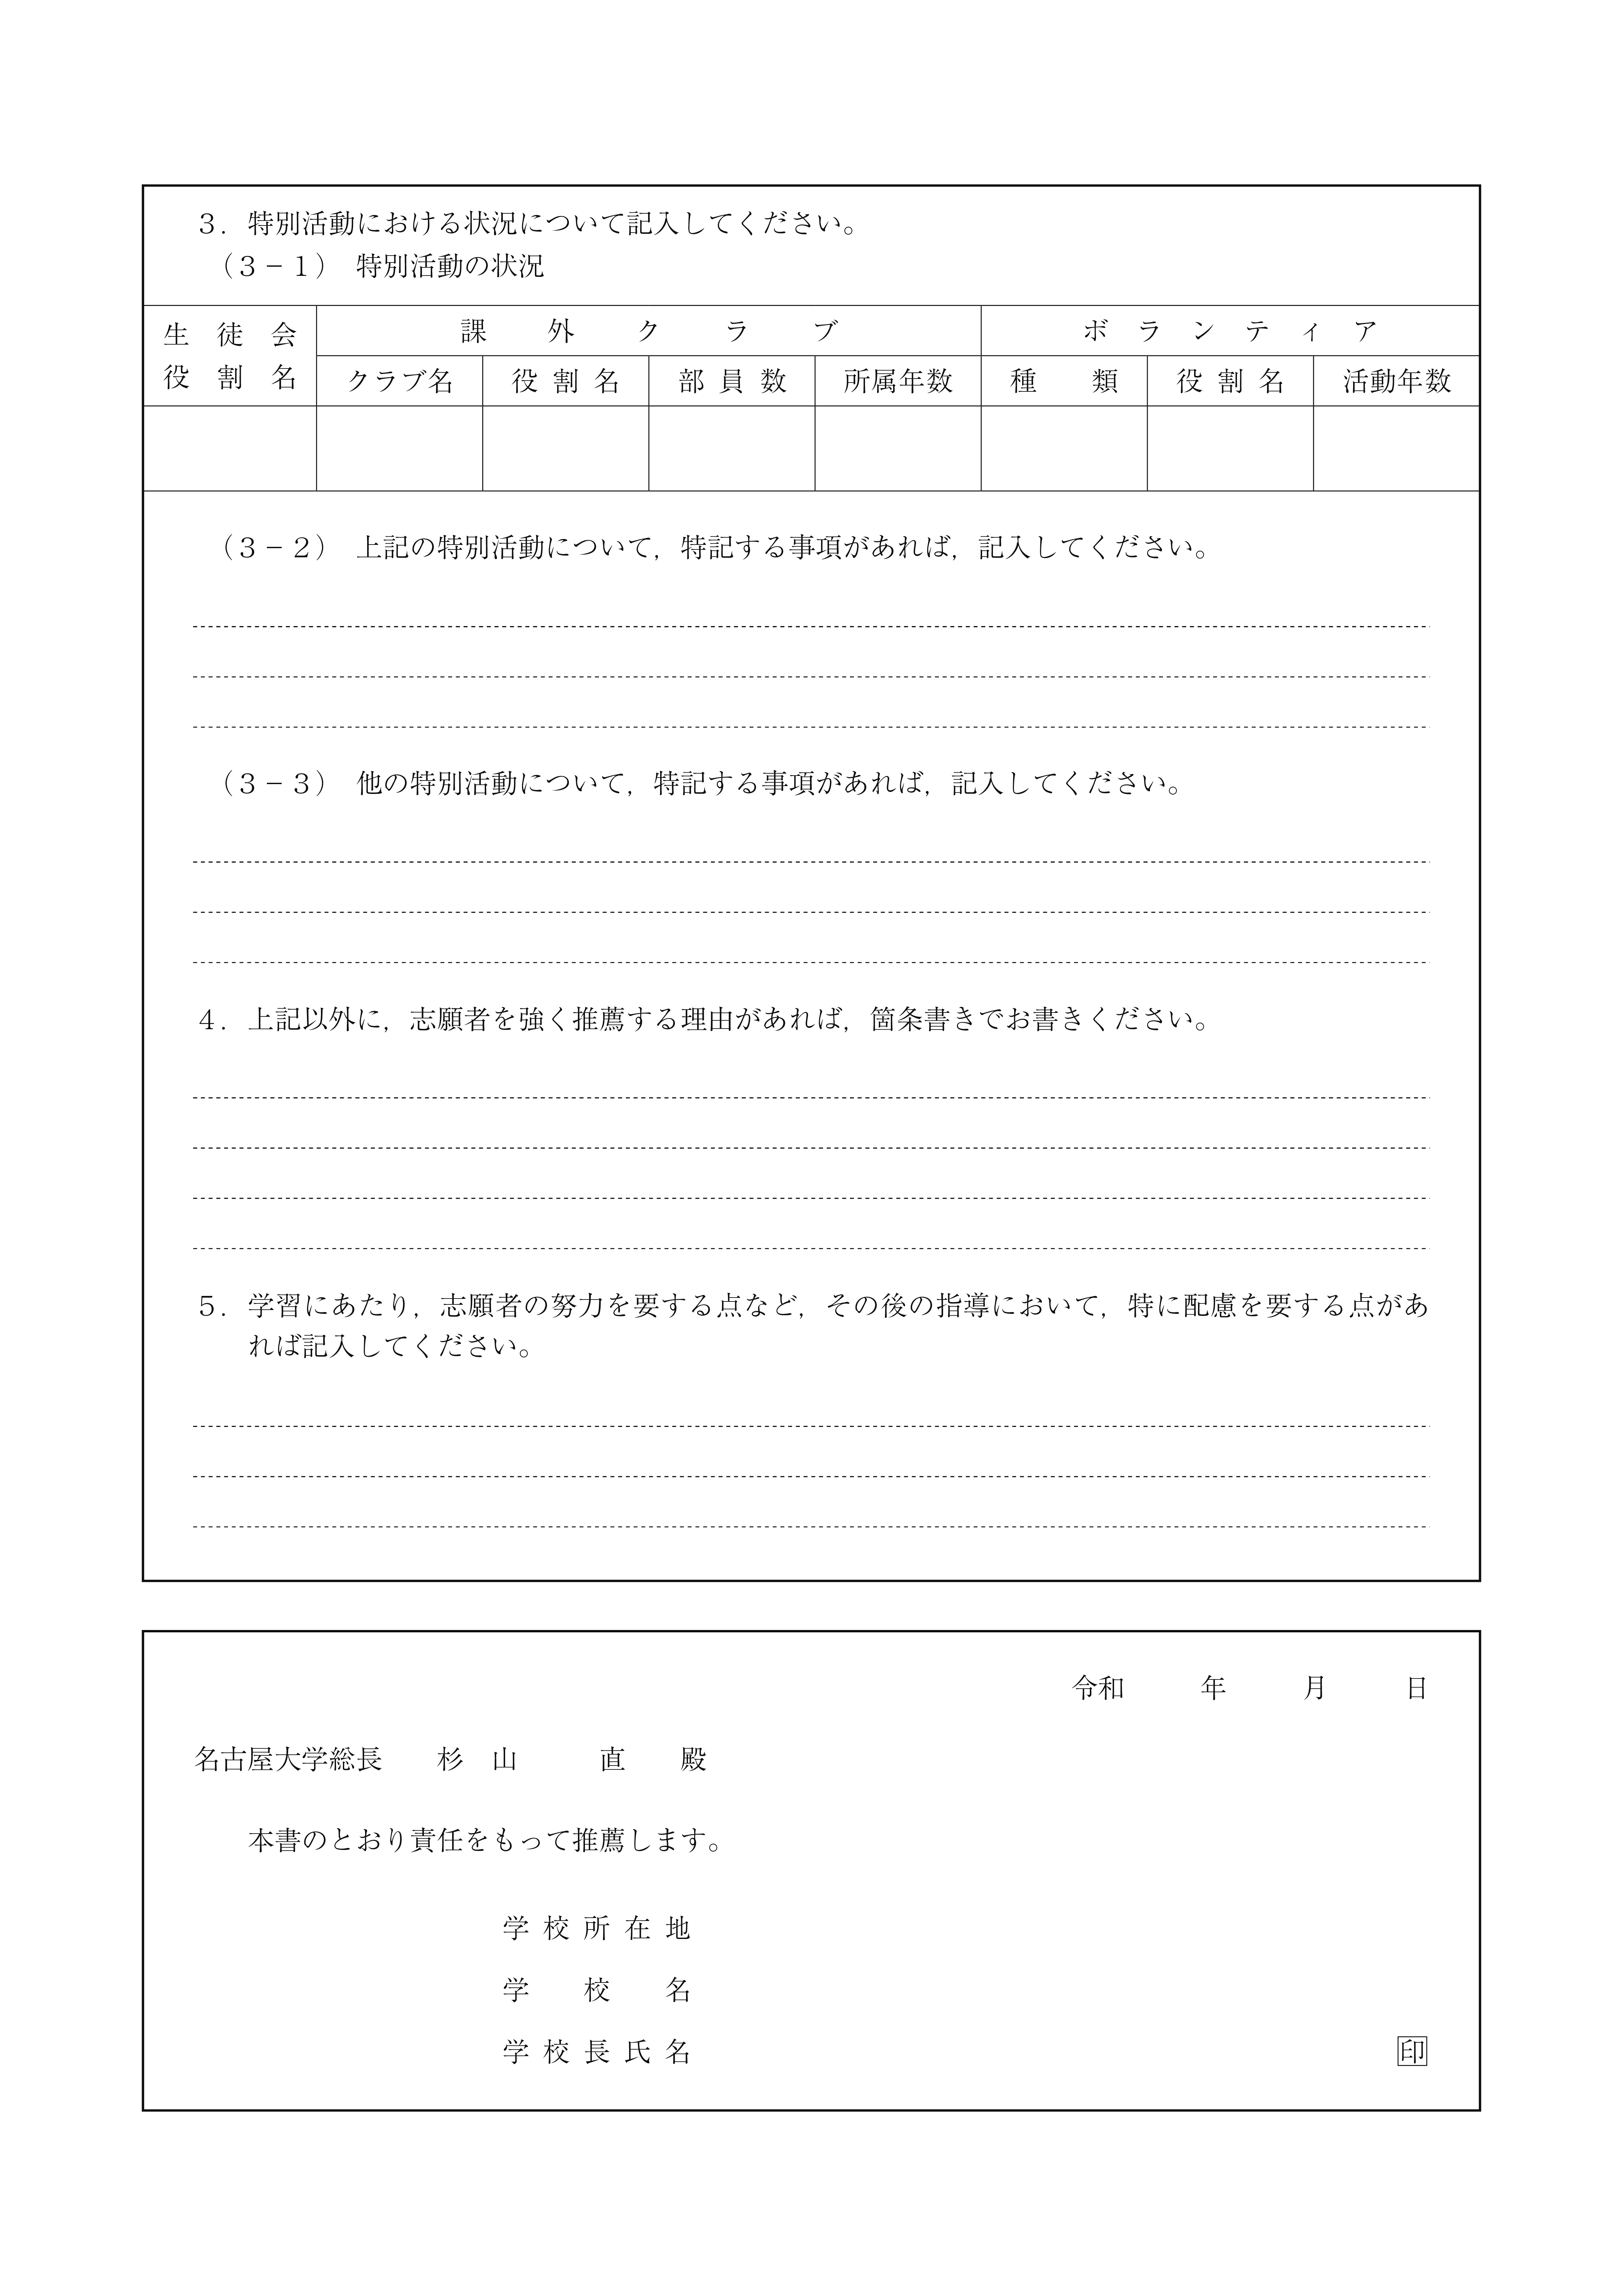 ３．特別活動における状況について記入してください。
（３－１）　特別活動の状況
生　徒　会　課　外　ク　ラ　ブ　ボ　ラ　ン　テ　ィ　ア
役　割　名　クラブ名　役 割 名　部 員 数　所属年数　種　　類　役 割 名　活動年数
（３－２）　上記の特別活動について，特記する事項があれば，記入してください。
（３－３）　他の特別活動について，特記する事項があれば，記入してください。
４．上記以外に，志願者を強く推薦する理由があれば，箇条書きでお書きください。
５．学習にあたり，志願者の努力を要する点など，その後の指導において，特に配慮を要する点があ
れば記入してください。
令和　　　年　　　月　　　日
名古屋大学総長　　杉　山　　　直　　殿
本書のとおり責任をもって推薦します。
学 校 所 在 地
学　　校　　名
学 校 長 氏 名　　　印